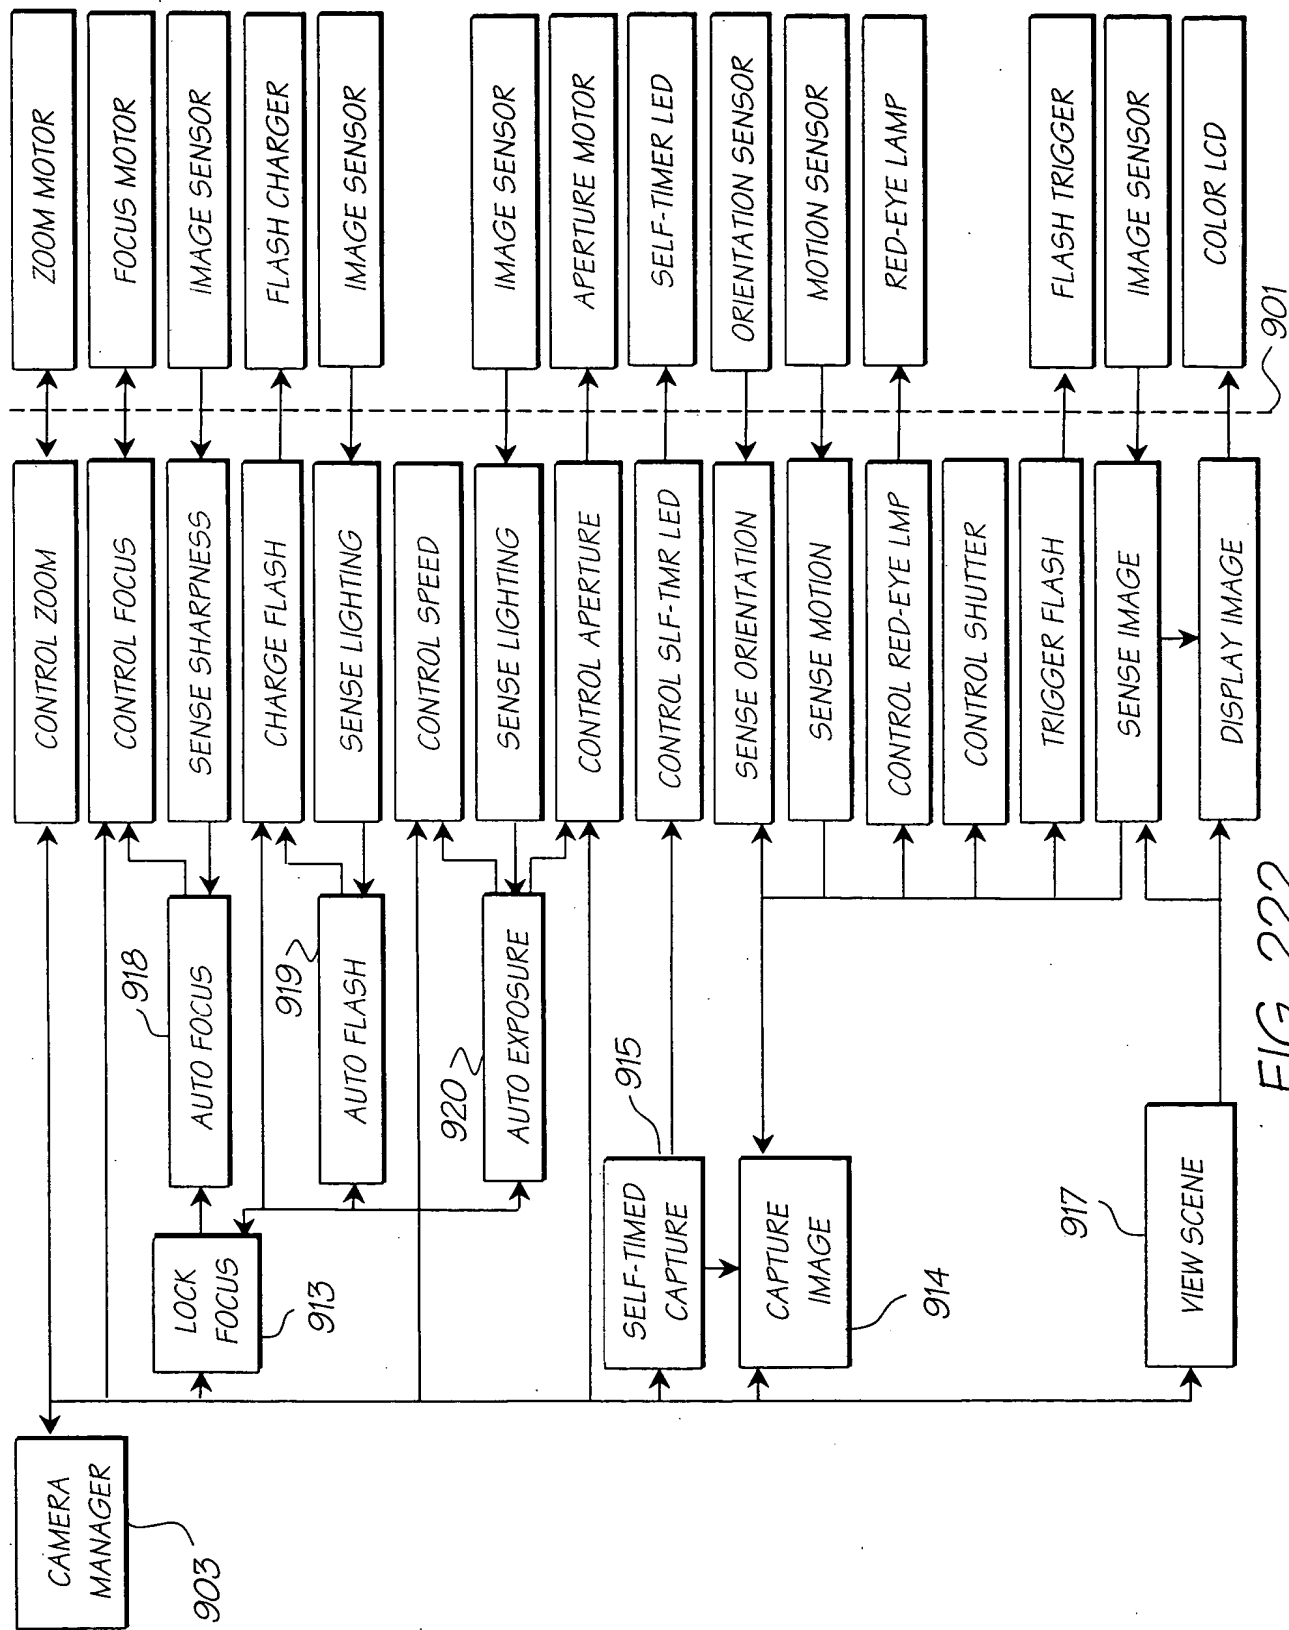 CAMERA
MANAGER
903
LOCK
FOCUS
913
SELF-TIMED
CAPTURE
915
CAPTURE
IMAGE
914
VIEW SCENE
917
AUTO FOCUS
918
AUTO FLASH
919
AUTO EXPOSURE
920
CONTROL ZOOM
CONTROL FOCUS
SENSE SHARPNESS
CHARGE FLASH
SENSE LIGHTING
CONTROL SPEED
SENSE LIGHTING
CONTROL APERTURE
CONTROL SLF-TMR LED
SENSE ORIENTATION
SENSE MOTION
CONTROL RED-EYE LMP
CONTROL SHUTTER
TRIGGER FLASH
SENSE IMAGE
DISPLAY IMAGE
ZOOM MOTOR
FOCUS MOTOR
IMAGE SENSOR
FLASH CHARGER
IMAGE SENSOR
IMAGE SENSOR
APERTURE MOTOR
SELF-TIMER LED
ORIENTATION SENSOR
MOTION SENSOR
RED-EYE LAMP
FLASH TRIGGER
IMAGE SENSOR
COLOR LCD
901
FIG. 222